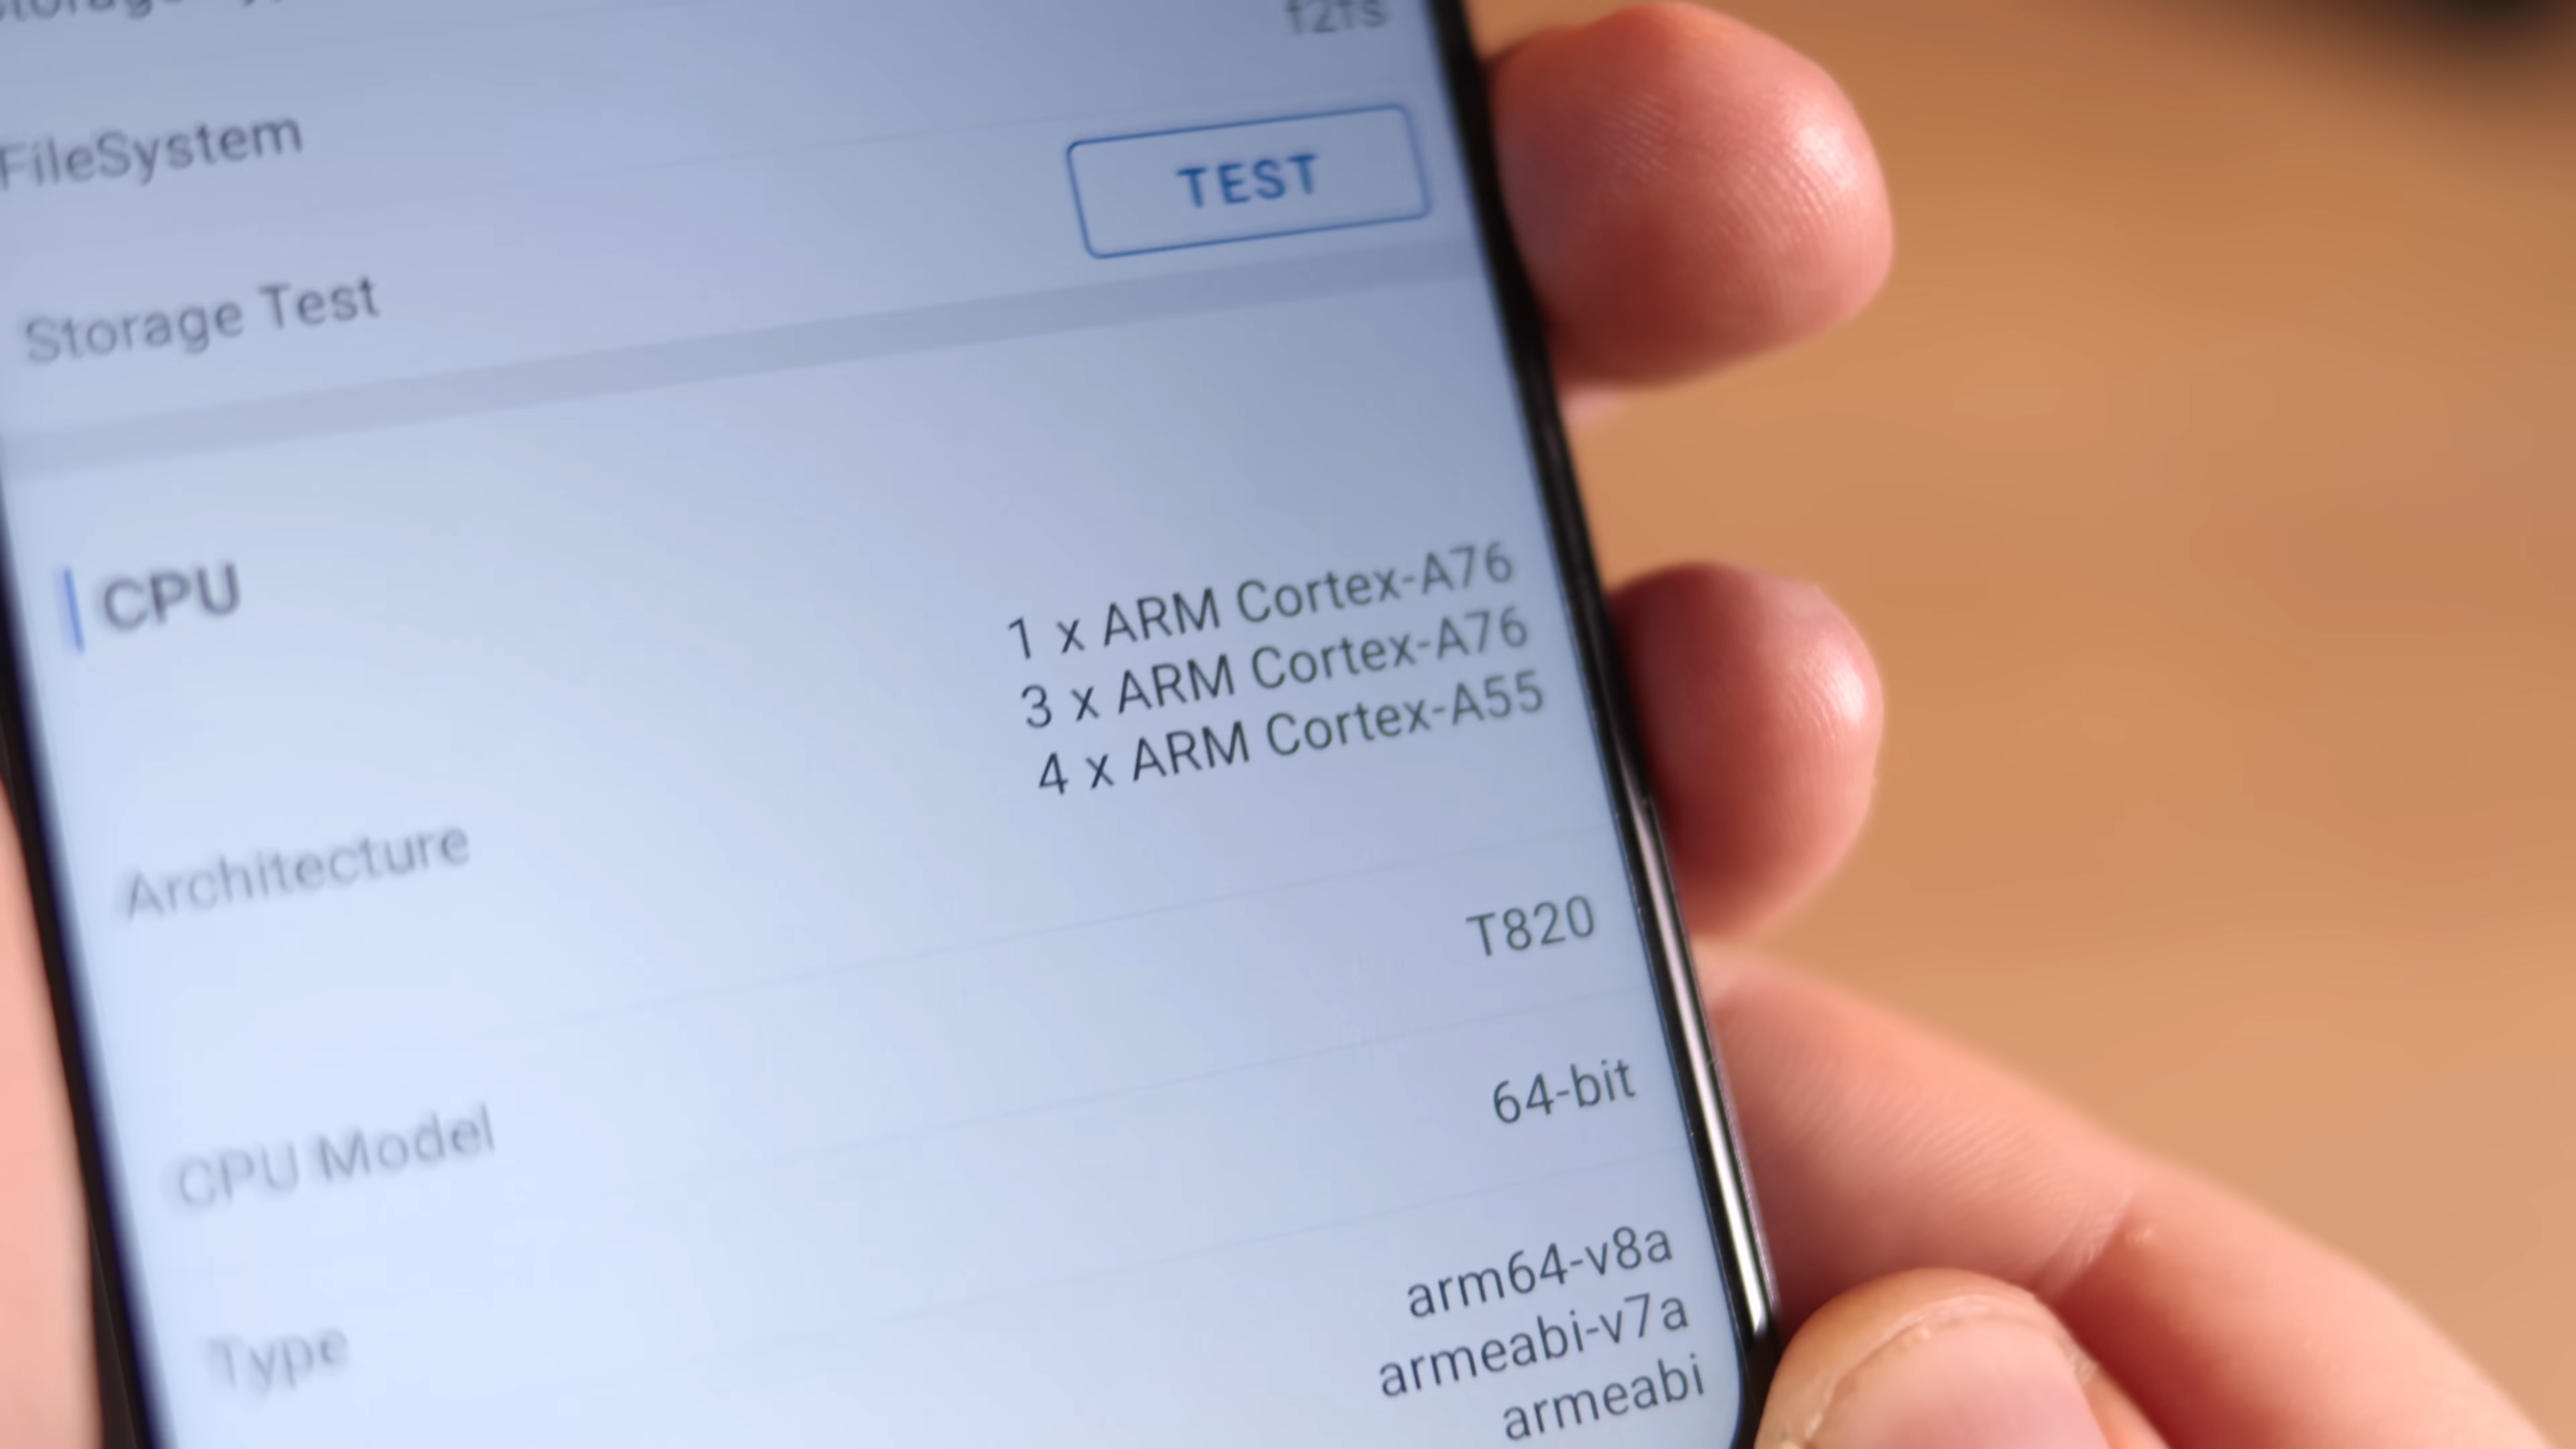 f2fs
FileSystem
TEST
Storage Test
CPU
1 x ARM Cortex-A76
3 x ARM Cortex-A76
4 x ARM Cortex-A55
Architecture
T820
CPU Model
64-bit
Type
arm64-v8a
armeabi-v7a
armeabi